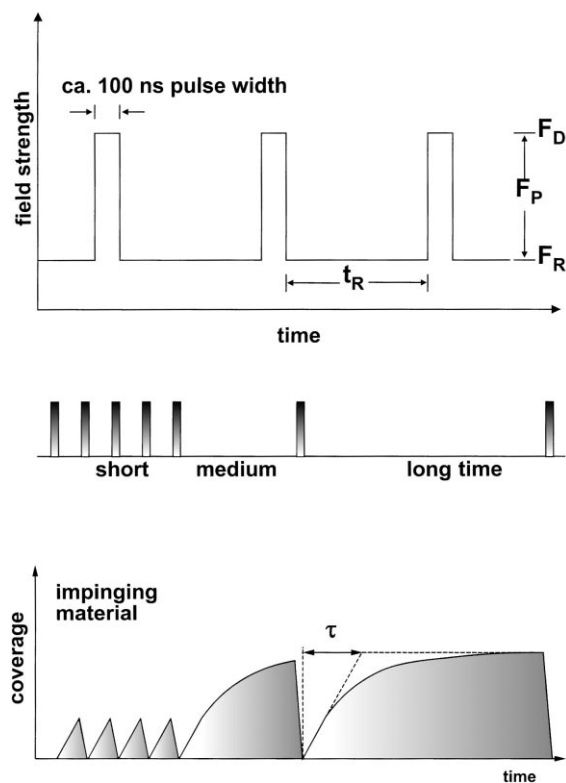 ca. 100 ns pulse width
field strength
F_D
F_P
F_R
t_R
time
short medium long time
impinging
material
τ
coverage
time